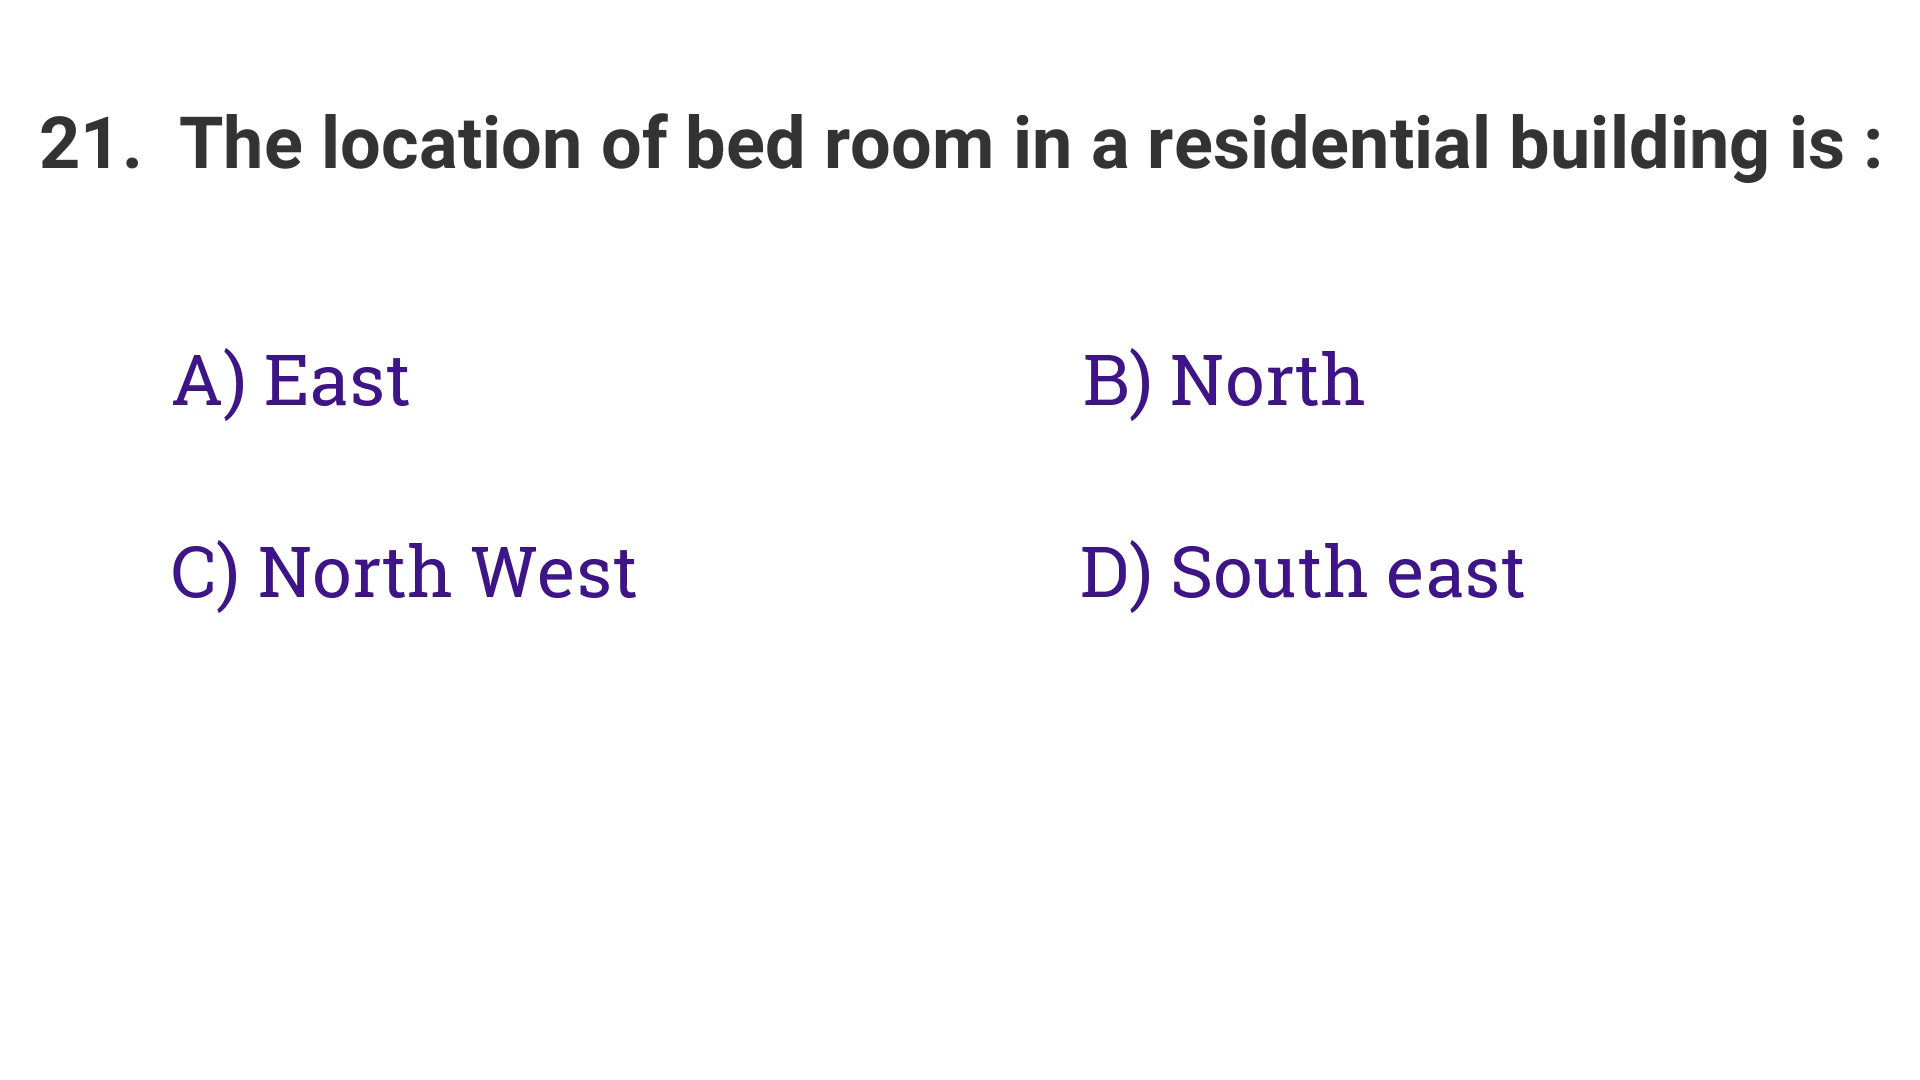 21. The location of bed room in a residential building is :
A) East
B) North
C) North West
D) South east